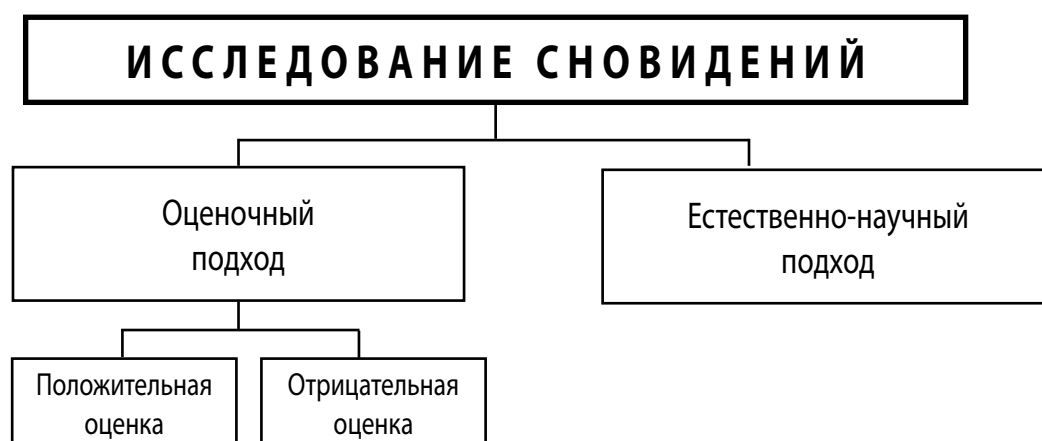 ИССЛЕДОВАНИЕ СНОВИДЕНИЙ
Оценочный
подход
Естественно-научный
подход
Положительная
оценка
Отрицательная
оценка